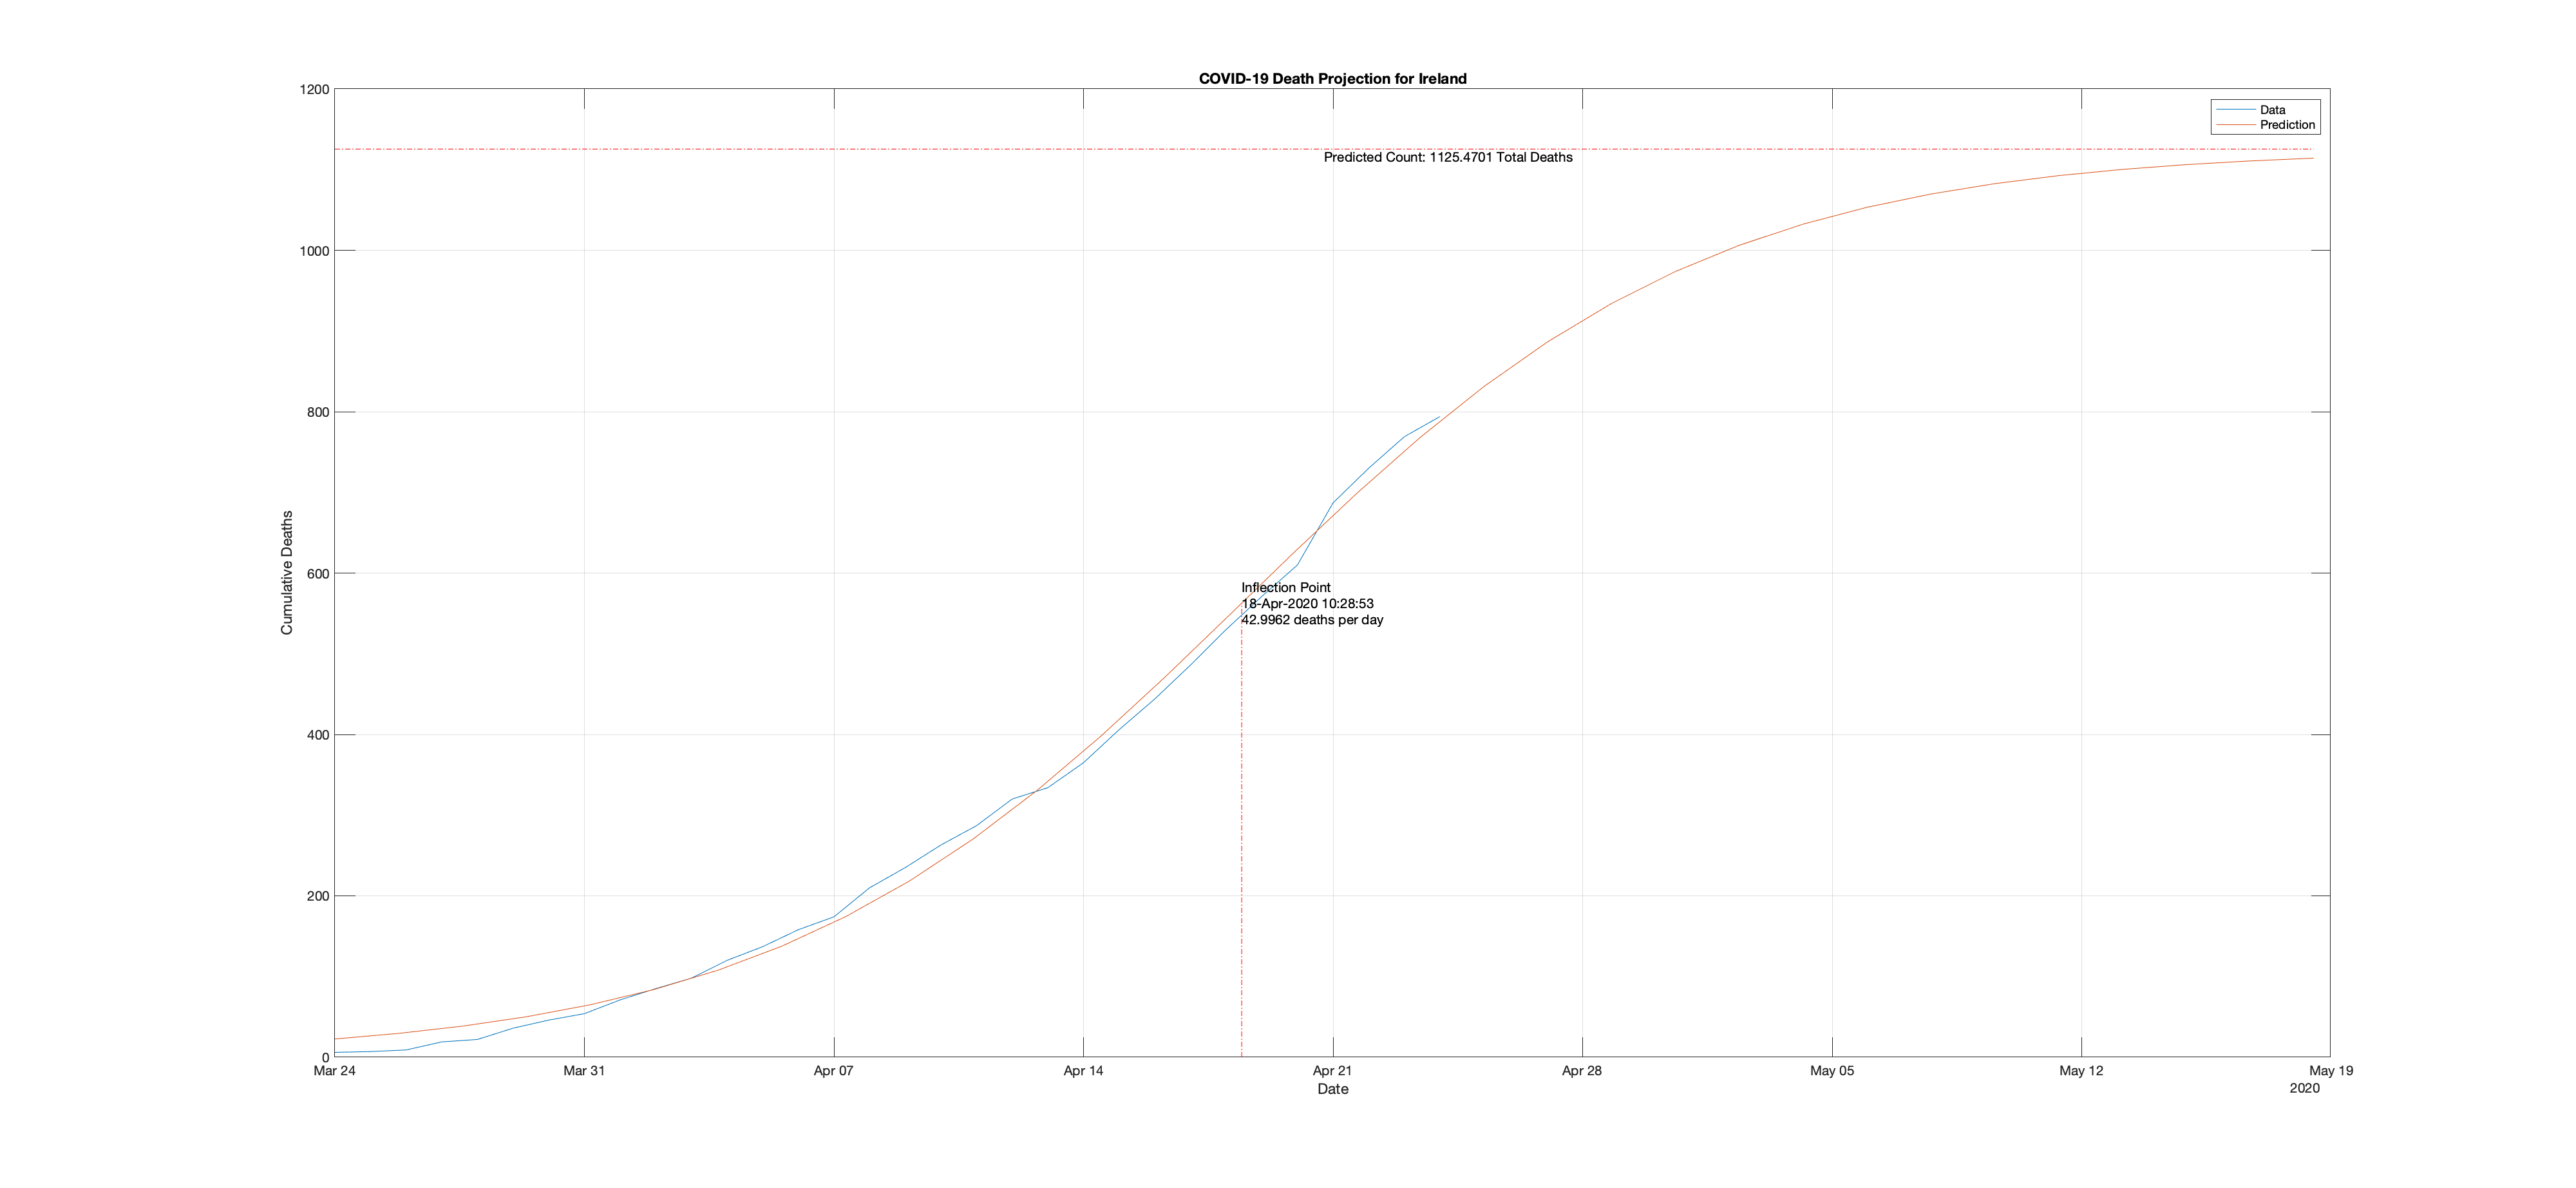 COVID-19 Death Projection for Ireland
1200
1000
800
600
400
200
0
Cumulative Deaths
Data
Prediction
Predicted Count: 1125.4701 Total Deaths
Inflection Point
18-Apr-2020 10:28:53
42.9962 deaths per day
Mar 24 Mar 31 Apr 07 Apr 14 Apr 21 Apr 28 May 05 May 12 May 19
Date
2020